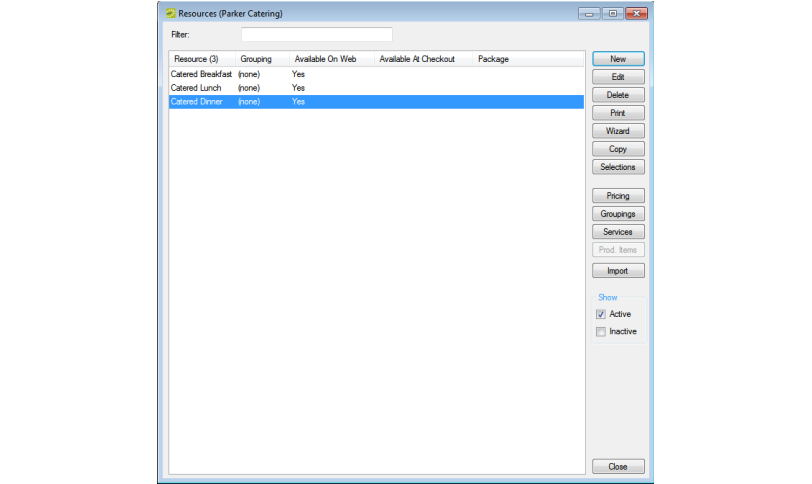 Resources (Parker Catering)
Filter:
Resource (3) Grouping Available On Web Available At Checkout Package
Catered Breakfast (none) Yes
Catered Lunch (none) Yes
Catered Dinner (none) Yes
New
Edit
Delete
Print
Wizard
Copy
Selections
Pricing
Groupings
Services
Prod. Items
Import
Show
Active
Inactive
Close